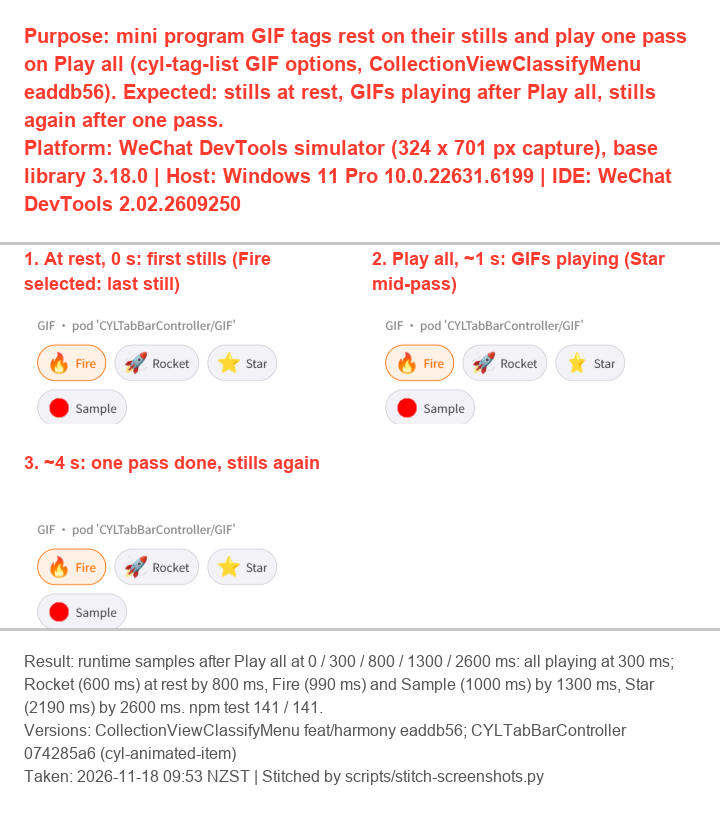 Purpose: mini program GIF tags rest on their stills and play one pass
on Play all (cyl-tag-list GIF options, CollectionViewClassifyMenu
eaddb56). Expected: stills at rest, GIFs playing after Play all, stills
again after one pass.
Platform: WeChat DevTools simulator (324 x 701 px capture), base
library 3.18.0 | Host: Windows 11 Pro 10.0.22631.6199 | IDE: WeChat
DevTools 2.02.2609250
1. At rest, 0 s: first stills (Fire
selected: last still)
GIF · pod 'CYLTabBarController/GIF'
Fire Rocket Star
Sample
2. Play all, ~1 s: GIFs playing (Star
mid-pass)
GIF · pod 'CYLTabBarController/GIF'
Fire Rocket Star
Sample
3. ~4 s: one pass done, stills again
GIF · pod 'CYLTabBarController/GIF'
Fire Rocket Star
Sample
Result: runtime samples after Play all at 0 / 300 / 800 / 1300 / 2600 ms: all playing at 300 ms;
Rocket (600 ms) at rest by 800 ms, Fire (990 ms) and Sample (1000 ms) by 1300 ms, Star
(2190 ms) by 2600 ms. npm test 141 / 141.
Versions: CollectionViewClassifyMenu feat/harmony eaddb56; CYLTabBarController
074285a6 (cyl-animated-item)
Taken: 2026-11-18 09:53 NZST | Stitched by scripts/stitch-screenshots.py